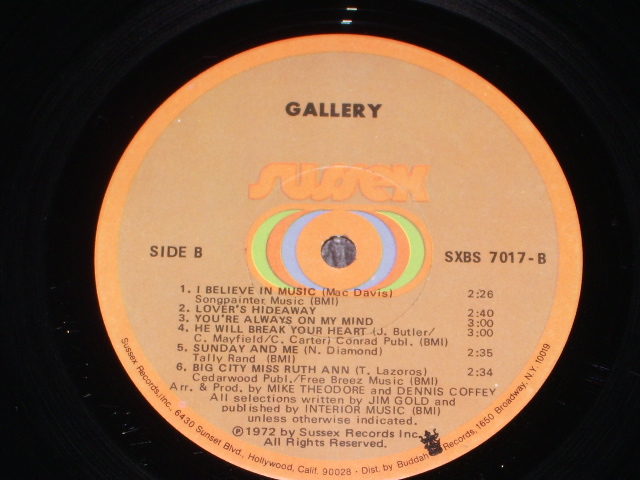 GALLERY
sussex
SIDE B
SXBS 7017-B
1. I BELIEVE IN MUSIC (Mac Davis) 2:26
Songpainter Music (BMI)
2. LOVER'S HIDEAWAY 2:40
3. YOU'RE ALWAYS ON MY MIND 3:00
4. HE WILL BREAK YOUR HEART (J. Butler/ 3:00
C. Mayfield/C. Carter) Conrad Publ. (BMI)
5. SUNDAY AND ME (N. Diamond) 2:35
Tally Rand (BMI)
6. BIG CITY MISS RUTH ANN (T. Lazoros) 2:34
Cedarwood Publ./Free Breez Music (BMI)
Arr. & Prod. by MIKE THEODORE and DENNIS COFFEY
All selections written by JIM GOLD and
published by INTERIOR MUSIC (BMI)
unless otherwise indicated.
Ⓟ1972 by Sussex Records Inc.
All Rights Reserved.
Sussex Records, Inc. 6430 Sunset Blvd., Hollywood, Calif. 90028 · Dist. by Buddah Records, 1650 Broadway, N.Y. 10019